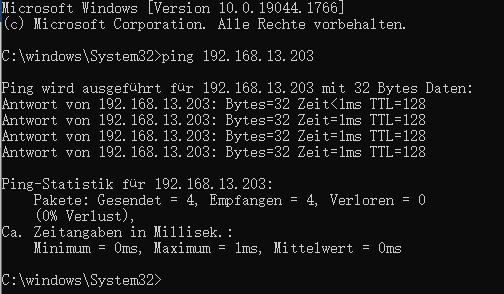 Microsoft Windows [Version 10.0.19044.1766]
(c) Microsoft Corporation. Alle Rechte vorbehalten.
C:\windows\System32>ping 192.168.13.203
Ping wird ausgeführt für 192.168.13.203 mit 32 Bytes Daten:
Antwort von 192.168.13.203: Bytes=32 Zeit<1ms TTL=128
Antwort von 192.168.13.203: Bytes=32 Zeit=1ms TTL=128
Antwort von 192.168.13.203: Bytes=32 Zeit=1ms TTL=128
Antwort von 192.168.13.203: Bytes=32 Zeit=1ms TTL=128
Ping-Statistik für 192.168.13.203:
    Pakete: Gesendet = 4, Empfangen = 4, Verloren = 0
    (0% Verlust),
Ca. Zeitangaben in Millisek.:
    Minimum = 0ms, Maximum = 1ms, Mittelwert = 0ms
C:\windows\System32>